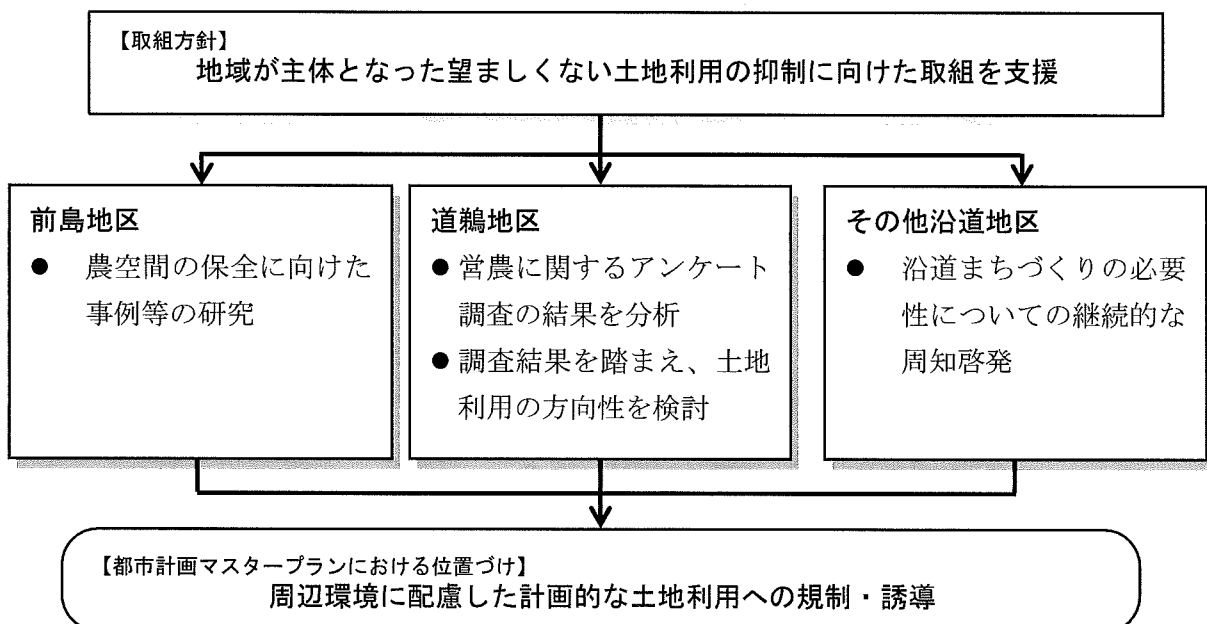 【取組方針】
地域が主体となった望ましくない土地利用の抑制に向けた取組を支援
前島地区
● 農空間の保全に向けた
事例等の研究
道鵜地区
● 営農に関するアンケート
調査の結果を分析
● 調査結果を踏まえ、土地
利用の方向性を検討
その他沿道地区
● 沿道まちづくりの必要
性についての継続的な
周知啓発
【都市計画マスタープランにおける位置づけ】
周辺環境に配慮した計画的な土地利用への規制・誘導